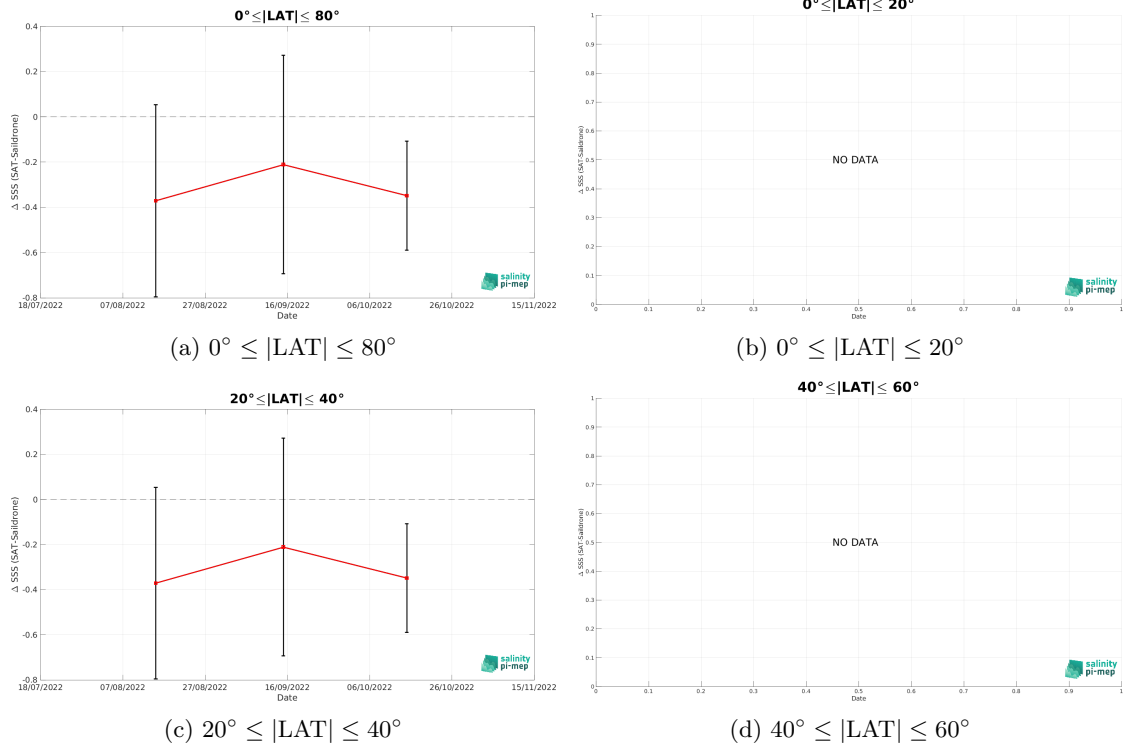 0°≤|LAT|≤ 80°
0.4
0.2
0
-0.2
-0.4
-0.6
-0.8
Δ SSS (SAT-Saildrone)
18/07/2022 07/08/2022 27/08/2022 16/09/2022 06/10/2022 26/10/2022 15/11/2022
Date
salinity
pi-mep
(a) 0° ≤ |LAT| ≤ 80°
0°≤|LAT|≤ 20°
1
0.9
0.8
0.7
0.6
0.5
0.4
0.3
0.2
0.1
0
Δ SSS (SAT-Saildrone)
NO DATA
0 0.1 0.2 0.3 0.4 0.5 0.6 0.7 0.8 0.9 1
Date
salinity
pi-mep
(b) 0° ≤ |LAT| ≤ 20°
20°≤|LAT|≤ 40°
0.4
0.2
0
-0.2
-0.4
-0.6
-0.8
Δ SSS (SAT-Saildrone)
18/07/2022 07/08/2022 27/08/2022 16/09/2022 06/10/2022 26/10/2022 15/11/2022
Date
salinity
pi-mep
(c) 20° ≤ |LAT| ≤ 40°
40°≤|LAT|≤ 60°
1
0.9
0.8
0.7
0.6
0.5
0.4
0.3
0.2
0.1
0
Δ SSS (SAT-Saildrone)
NO DATA
0 0.1 0.2 0.3 0.4 0.5 0.6 0.7 0.8 0.9 1
Date
salinity
pi-mep
(d) 40° ≤ |LAT| ≤ 60°